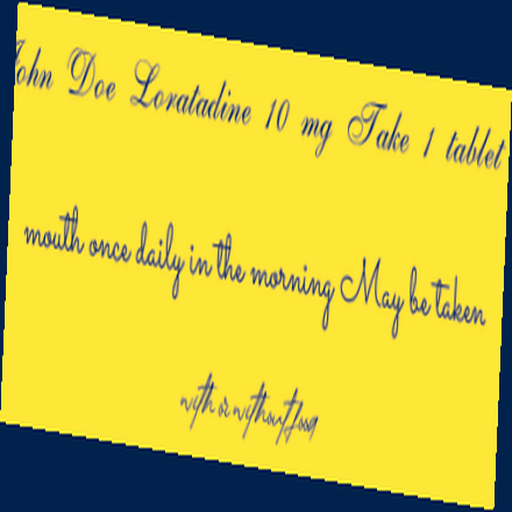 John Doe Loratadine 10 mg Take 1 tablet
mouth once daily in the morning May be taken
with or without food